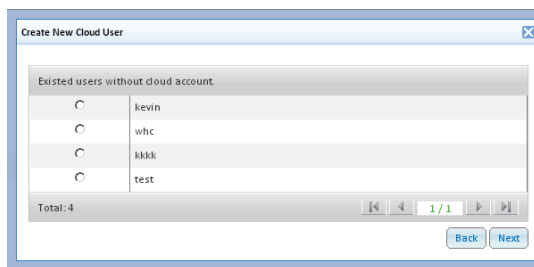 Create New Cloud User
Existed users without cloud account.
kevin
whc
kkkk
test
Total: 4
1 / 1
Back Next